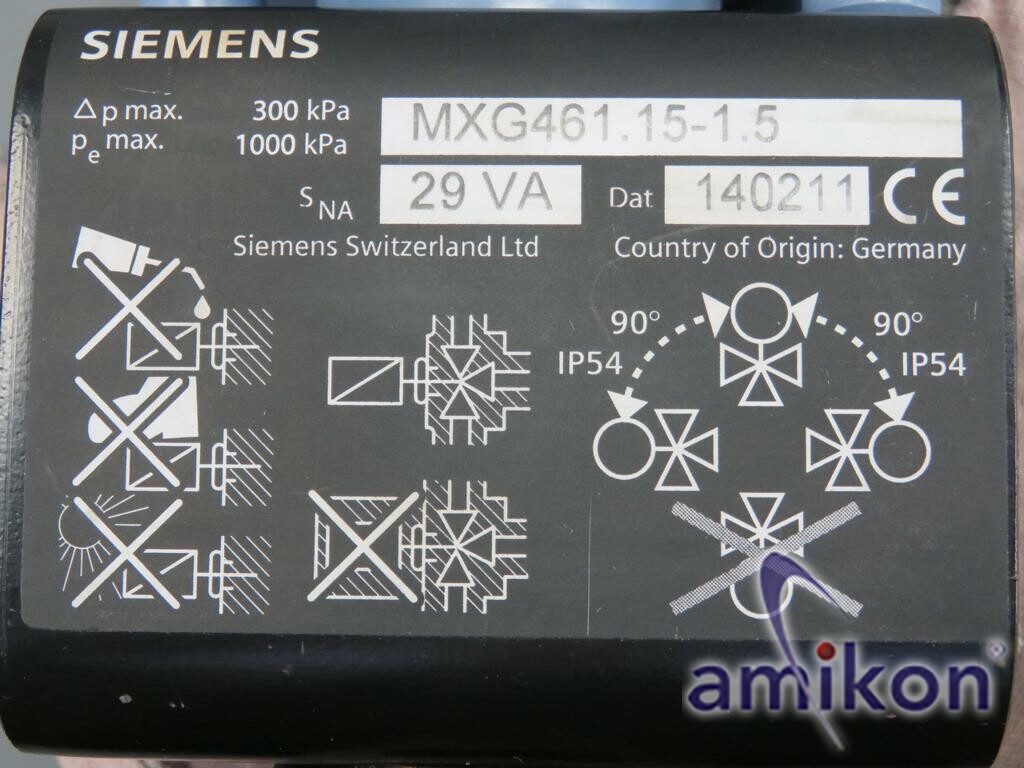 SIEMENS
Δ p max. 300 kPa MXG461.15-1.5
pe max. 1000 kPa
SNA 29 VA Dat 140211 CE
Siemens Switzerland Ltd Country of Origin: Germany
90° 90°
IP54 IP54
amikon®